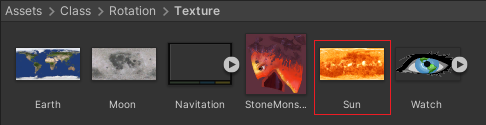 Assets > Class > Rotation > Texture
Earth Moon Navitation StoneMons... Sun Watch